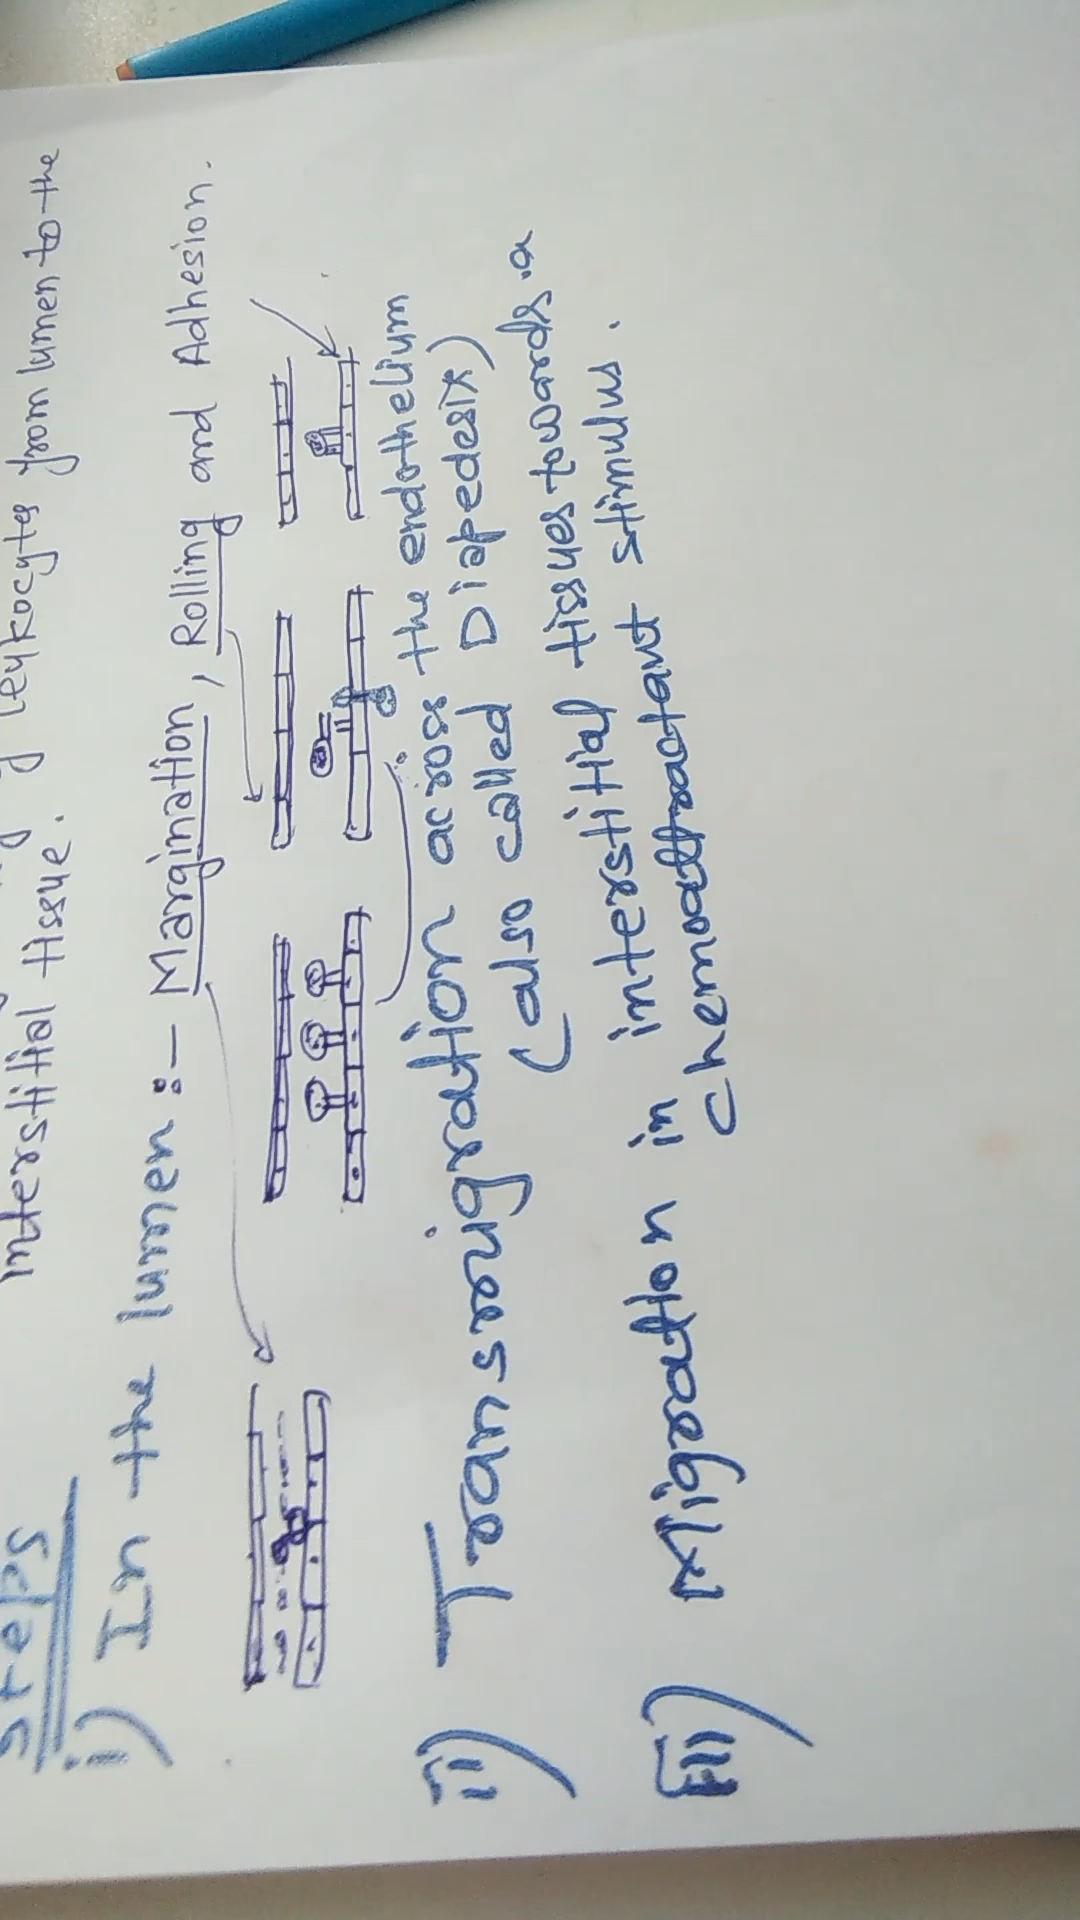 leukocytes from lumen to the
interstitial tissue.
Steps
i) In the lumen :- Margination, Rolling and Adhesion.
ii) Transmigration across the endothelium
(also called Diapedesis)
iii) Migration in interstitial tissues towards a
chemoattractant stimulus.